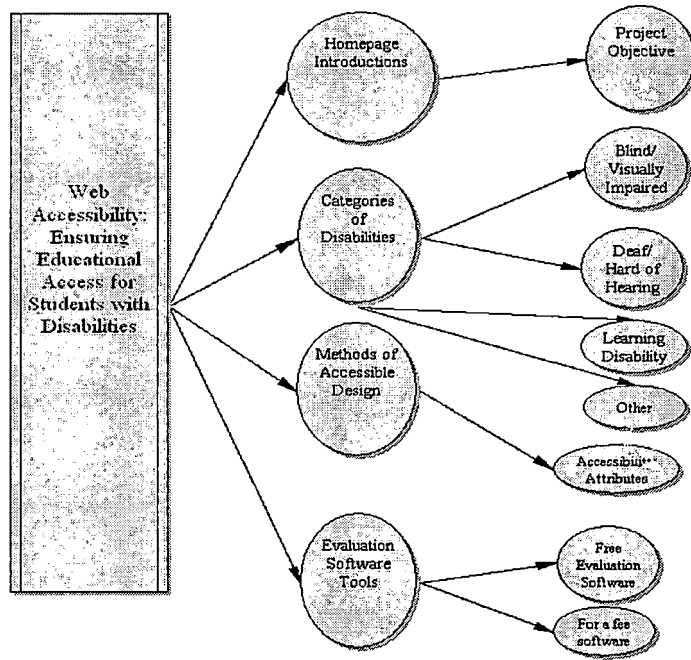 Web
Accessibility:
Ensuring
Educational
Access for
Students with
Disabilities
Homepage
Introductions
Project
Objective
Categories
of
Disabilities
Blind/
Visually
Impaired
Deaf/
Hard of
Hearing
Learning
Disability
Other
Methods of
Accessible
Design
Attributes
Evaluation
Software
Tools
Free
Evaluation
Software
For a fee
software